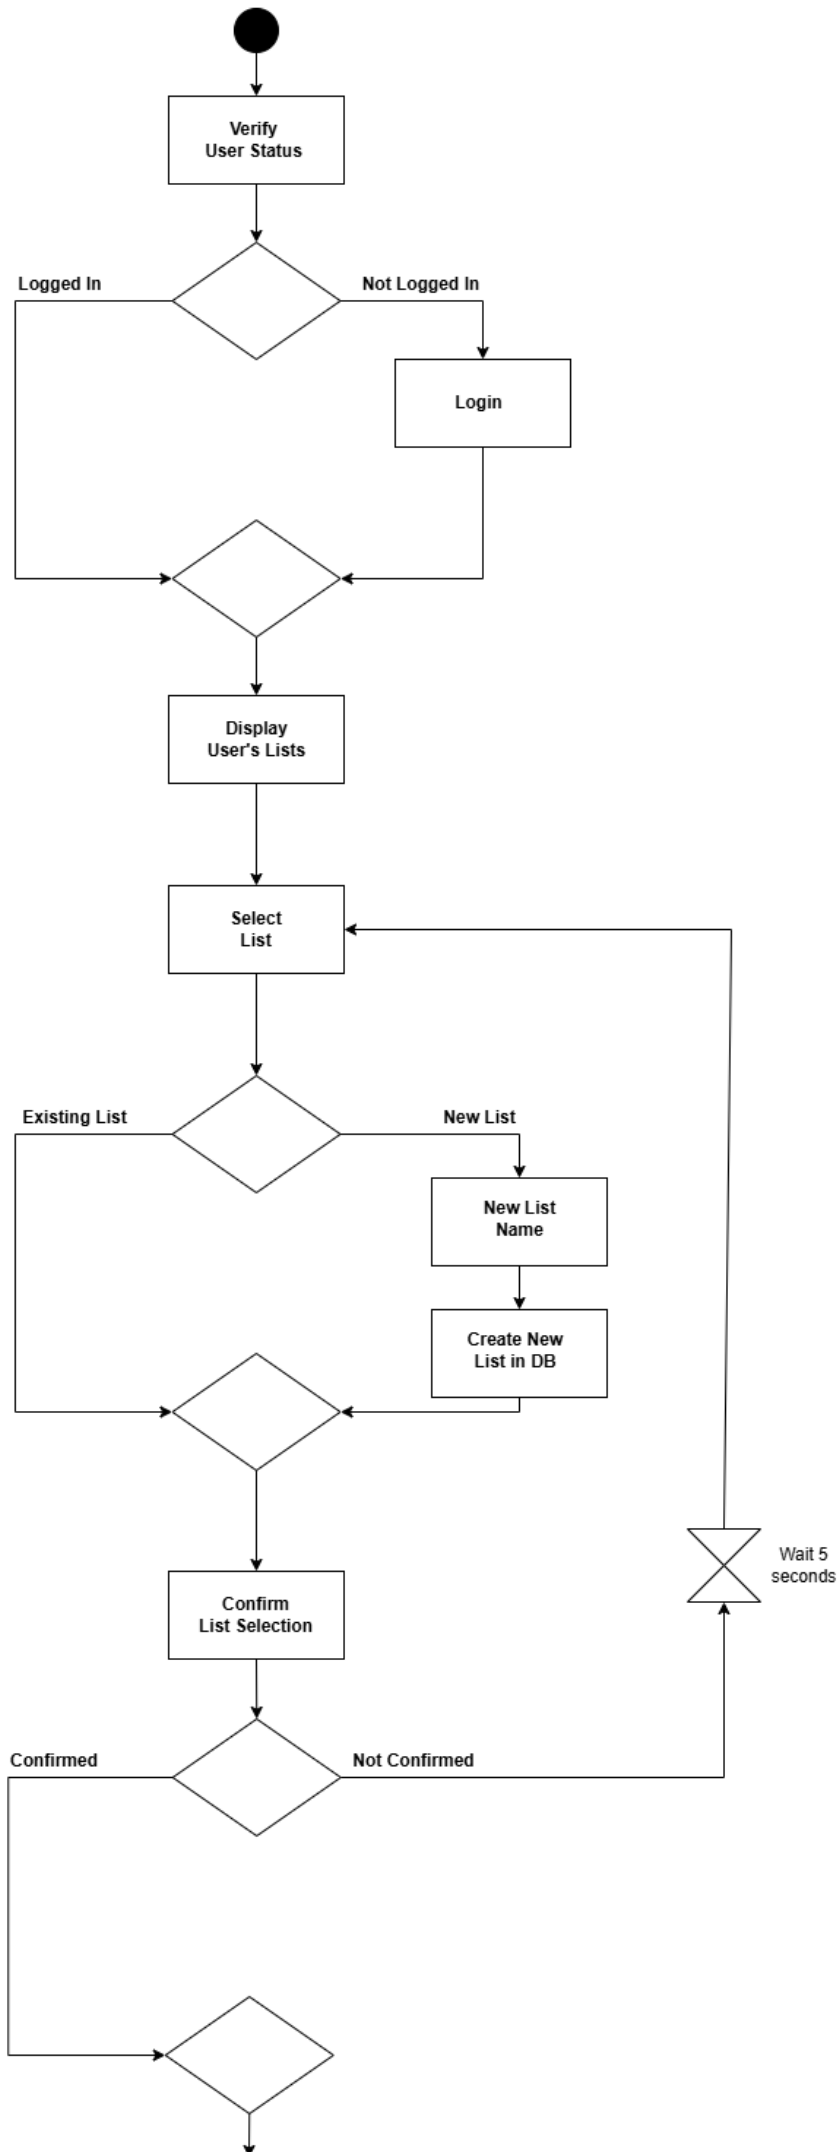 Verify
User Status
Logged In
Not Logged In
Login
Display
User's Lists
Select
List
Existing List
New List
New List
Name
Create New
List in DB
Wait 5
seconds
Confirm
List Selection
Confirmed
Not Confirmed